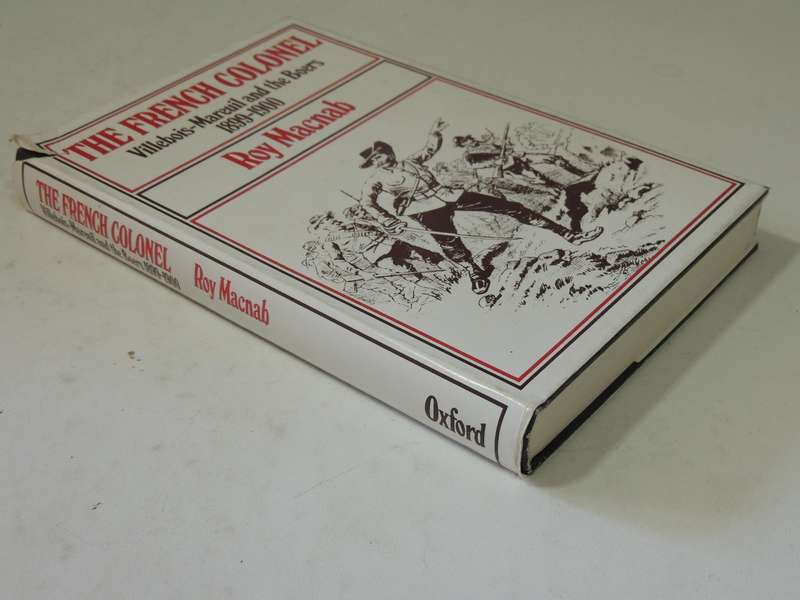 THE FRENCH COLONEL
Villebois-Mareuil and the Boers
1899-1900
Roy Macnab
THE FRENCH COLONEL
Villebois-Mareuil and the Boers 1899-1900
Roy Macnab
Oxford